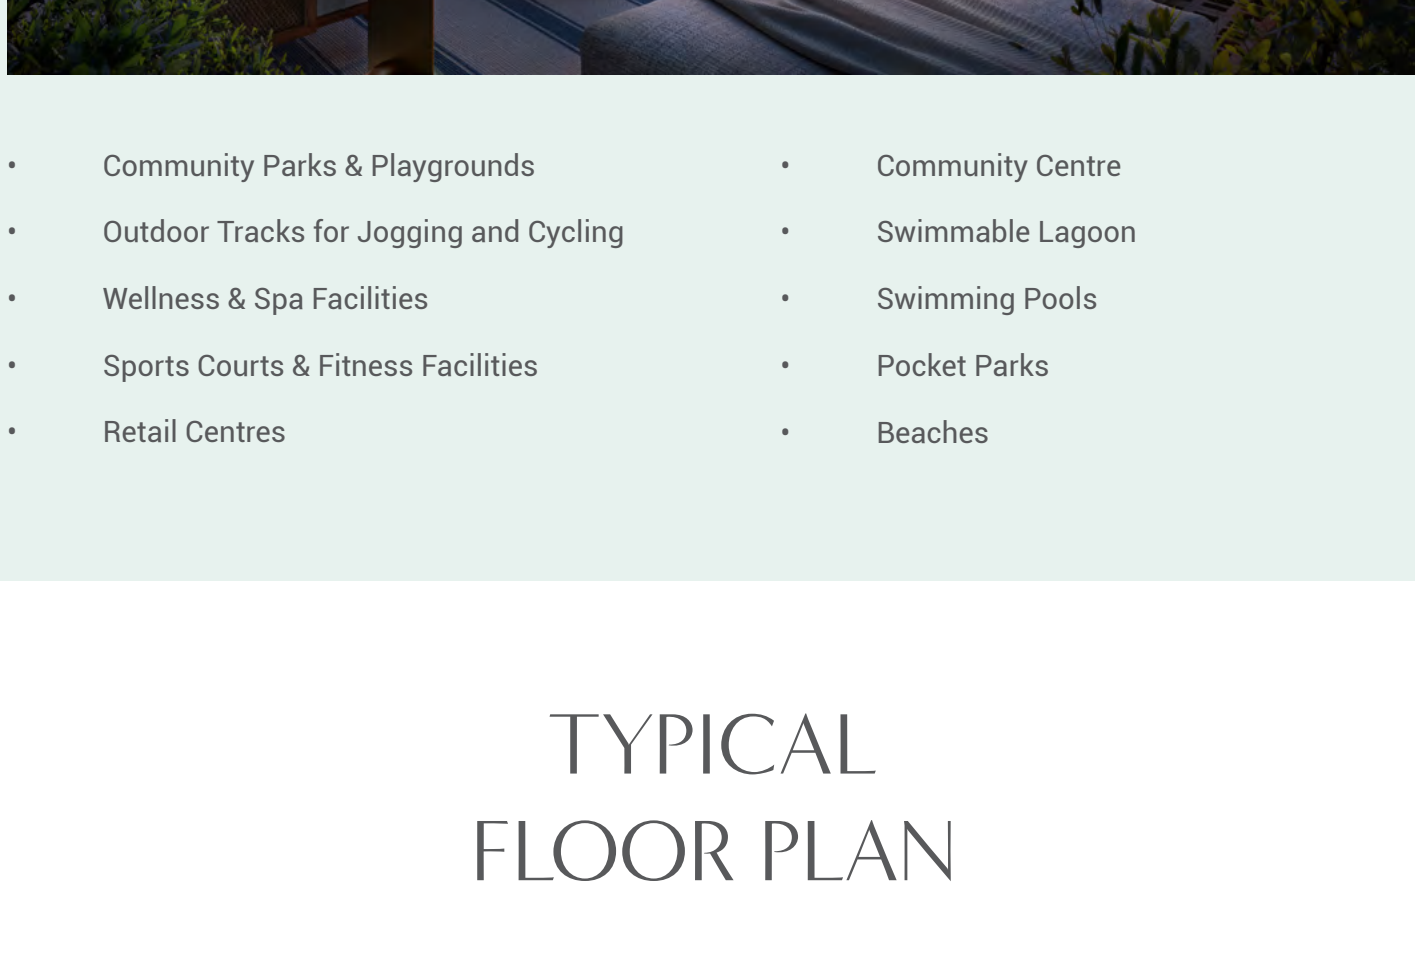 • Community Parks & Playgrounds
• Outdoor Tracks for Jogging and Cycling
• Wellness & Spa Facilities
• Sports Courts & Fitness Facilities
• Retail Centres
• Community Centre
• Swimmable Lagoon
• Swimming Pools
• Pocket Parks
• Beaches
TYPICAL
FLOOR PLAN